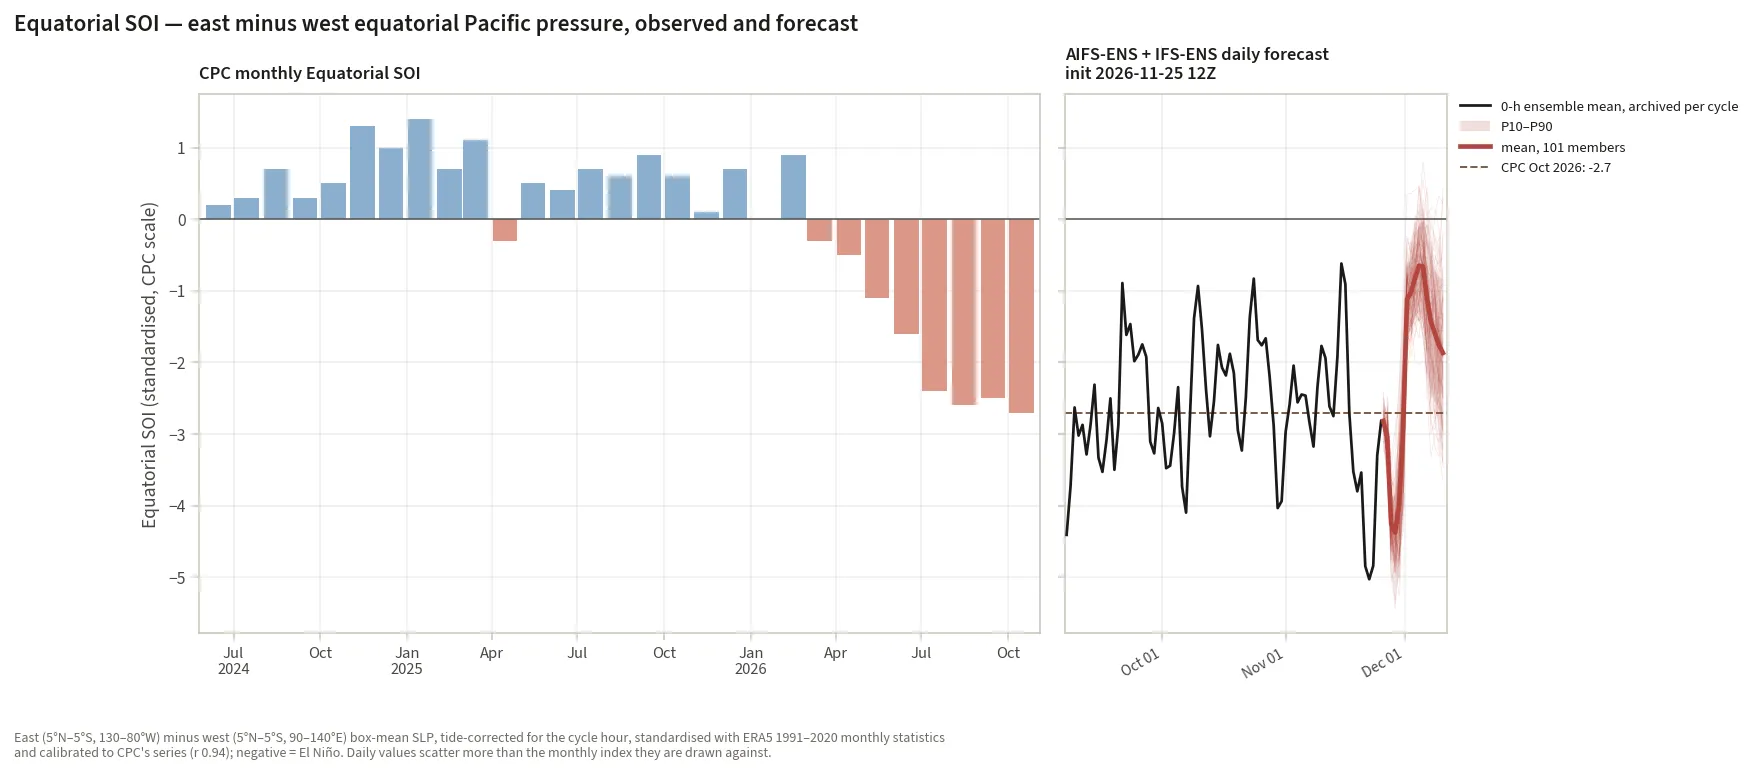 Equatorial SOI — east minus west equatorial Pacific pressure, observed and forecast
CPC monthly Equatorial SOI
AIFS-ENS + IFS-ENS daily forecast
init 2026-11-25 12Z
0-h ensemble mean, archived per cycle
P10–P90
mean, 101 members
CPC Oct 2026: -2.7
Equatorial SOI (standardised, CPC scale)
1
0
−1
−2
−3
−4
−5
Jul
2024
Oct
Jan
2025
Apr
Jul
Oct
Jan
2026
Apr
Jul
Oct
Oct 01
Nov 01
Dec 01
East (5°N–5°S, 130–80°W) minus west (5°N–5°S, 90–140°E) box-mean SLP, tide-corrected for the cycle hour, standardised with ERA5 1991–2020 monthly statistics
and calibrated to CPC's series (r 0.94); negative = El Niño. Daily values scatter more than the monthly index they are drawn against.